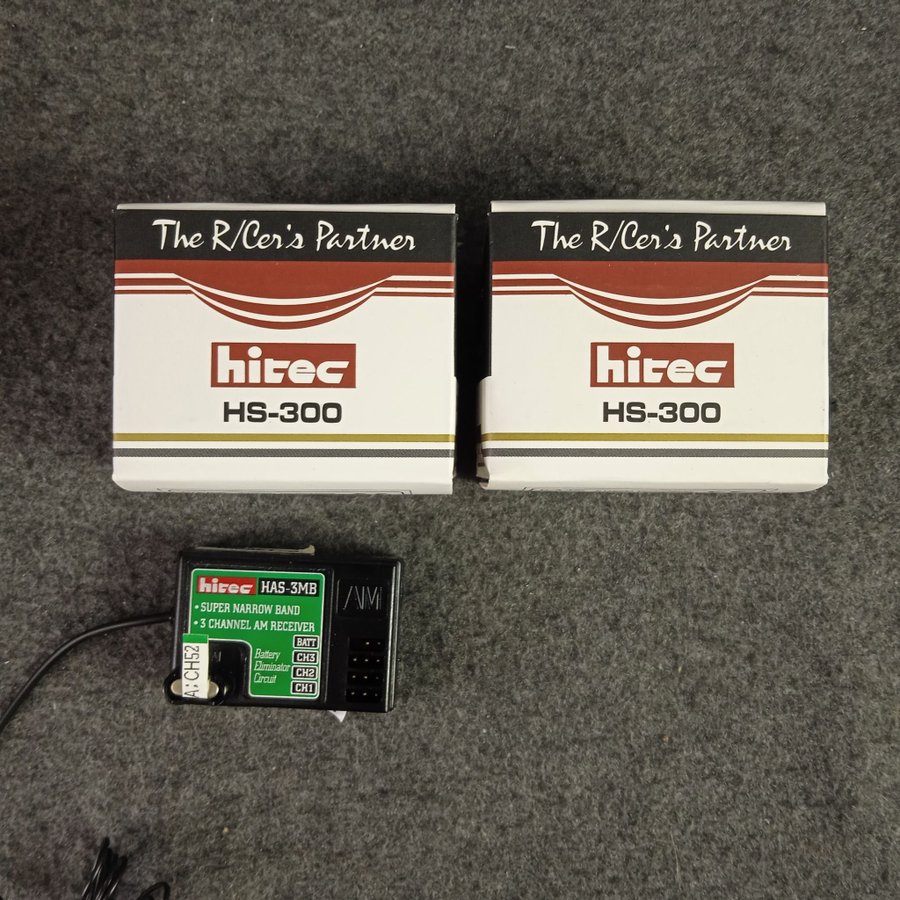 The R/Cer's Partner
hitec
HS-300
The R/Cer's Partner
hitec
HS-300
hitec HAS-3MB
• SUPER NARROW BAND
• 3 CHANNEL AM RECEIVER
Battery
Eliminator
Circuit
BATT
CH3
CH2
CH1
AM
A:CH52